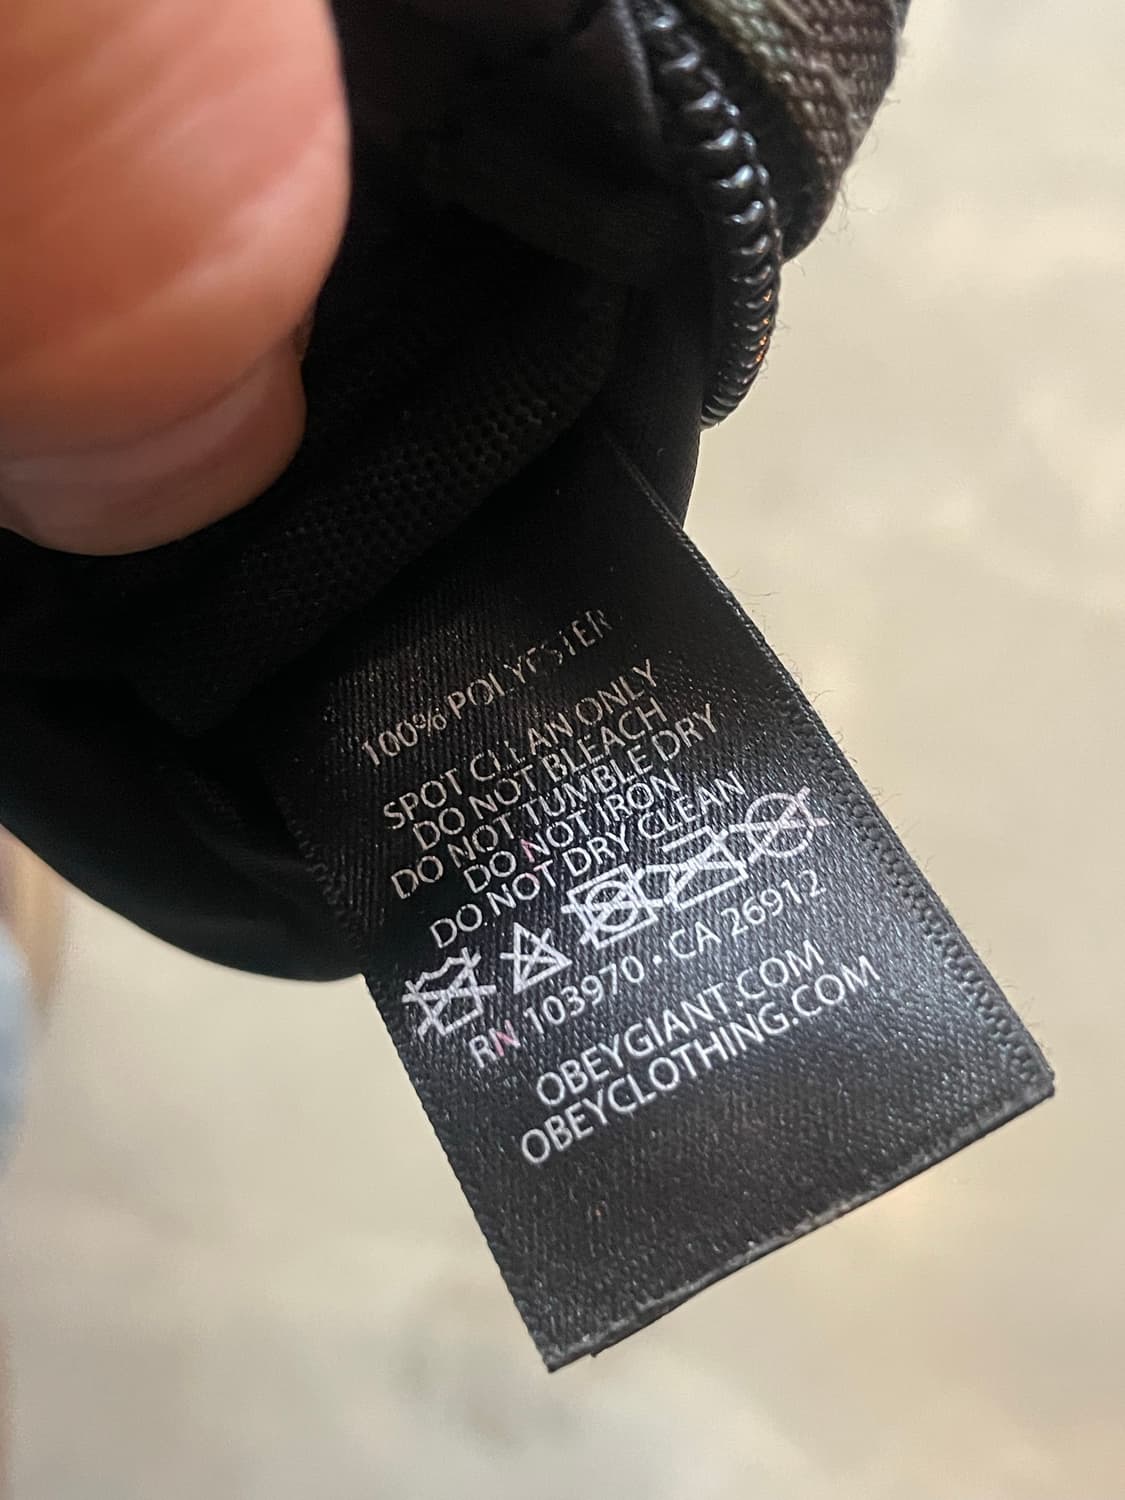 100% POLYESTER
SPOT CLEAN ONLY
DO NOT BLEACH
DO NOT TUMBLE DRY
DO NOT IRON
DO NOT DRY CLEAN
RN 103970 · CA 26912
OBEYGIANT.COM
OBEYCLOTHING.COM